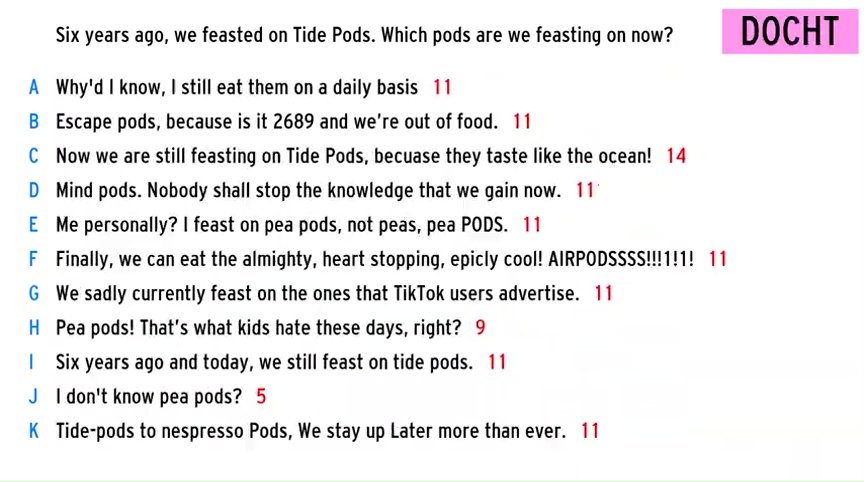 Six years ago, we feasted on Tide Pods. Which pods are we feasting on now?
DOCHT
A Why'd I know, I still eat them on a daily basis 11
B Escape pods, because is it 2689 and we're out of food. 11
C Now we are still feasting on Tide Pods, becuase they taste like the ocean! 14
D Mind pods. Nobody shall stop the knowledge that we gain now. 11
E Me personally? I feast on pea pods, not peas, pea PODS. 11
F Finally, we can eat the almighty, heart stopping, epicly cool! AIRPODSSSS!!!1!1! 11
G We sadly currently feast on the ones that TikTok users advertise. 11
H Pea pods! That's what kids hate these days, right? 9
I Six years ago and today, we still feast on tide pods. 11
J I don't know pea pods? 5
K Tide-pods to nespresso Pods, We stay up Later more than ever. 11